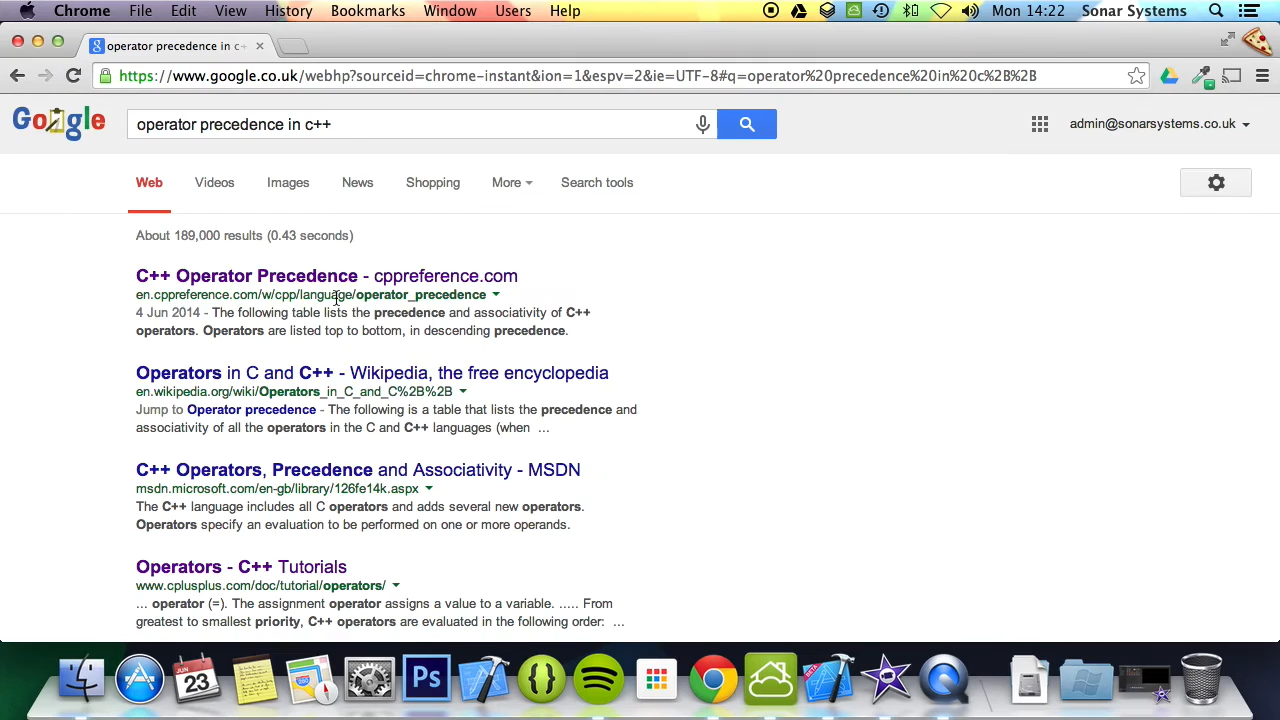 Chrome File Edit View History Bookmarks Window Users Help Mon 14:22 Sonar Systems
operator precedence in c+
https://www.google.co.uk/webhp?sourceid=chrome-instant&ion=1&espv=2&ie=UTF-8#q=operator%20precedence%20in%20c%2B%2B
Google operator precedence in c++ admin@sonarsystems.co.uk
Web Videos Images News Shopping More Search tools
About 189,000 results (0.43 seconds)
C++ Operator Precedence - cppreference.com
en.cppreference.com/w/cpp/language/operator_precedence
4 Jun 2014 - The following table lists the precedence and associativity of C++
operators. Operators are listed top to bottom, in descending precedence.
Operators in C and C++ - Wikipedia, the free encyclopedia
en.wikipedia.org/wiki/Operators_in_C_and_C%2B%2B
Jump to Operator precedence - The following is a table that lists the precedence and
associativity of all the operators in the C and C++ languages (when ...
C++ Operators, Precedence and Associativity - MSDN
msdn.microsoft.com/en-gb/library/126fe14k.aspx
The C++ language includes all C operators and adds several new operators.
Operators specify an evaluation to be performed on one or more operands.
Operators - C++ Tutorials
www.cplusplus.com/doc/tutorial/operators/
... operator (=). The assignment operator assigns a value to a variable. ..... From
greatest to smallest priority, C++ operators are evaluated in the following order: ...
JUN
23
Ps
{}